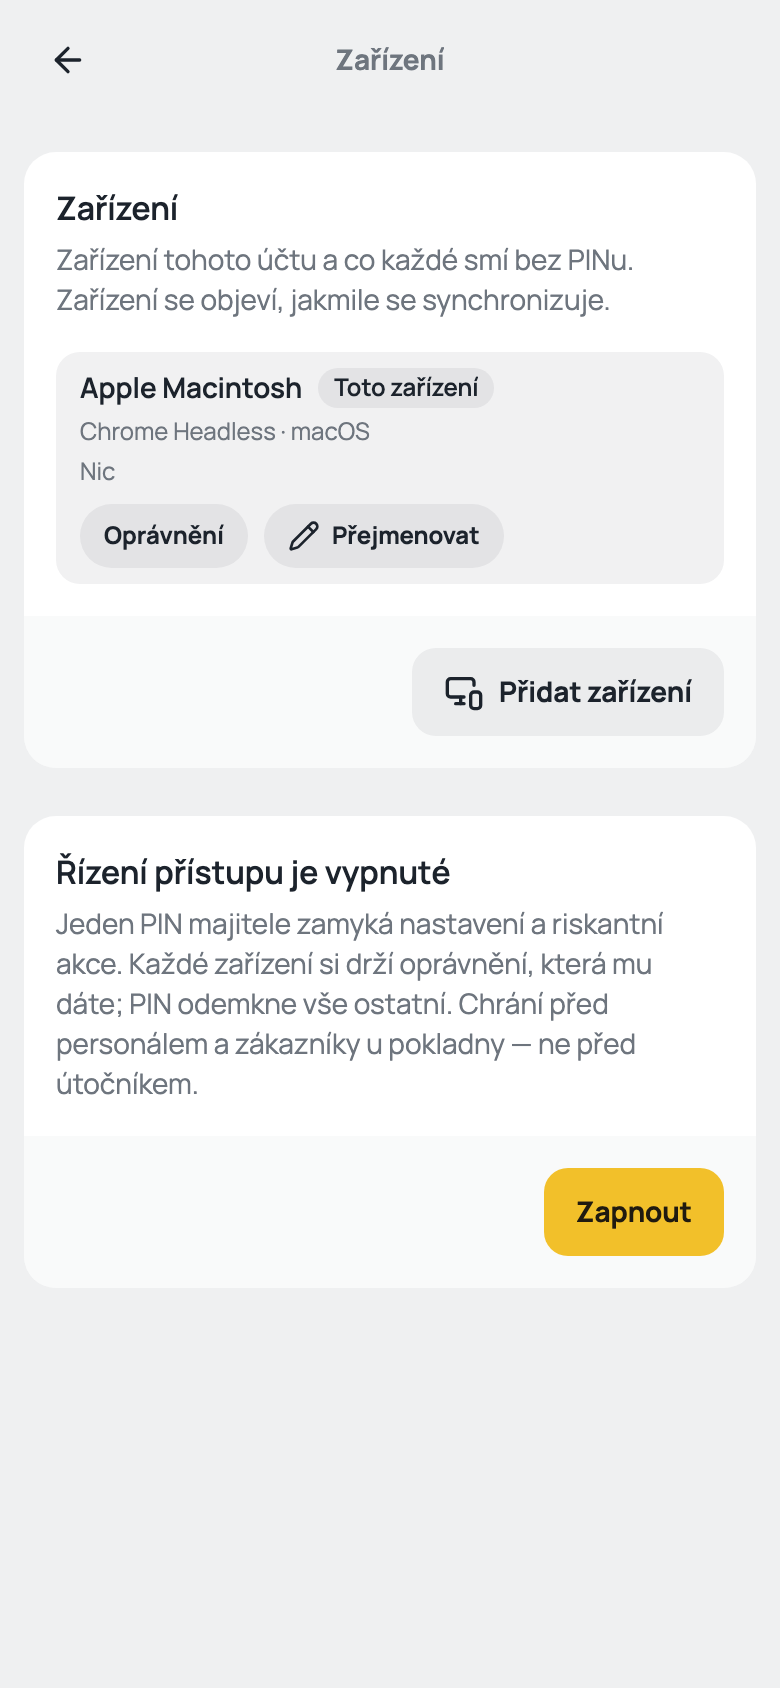 Zařízení
Zařízení
Zařízení tohoto účtu a co každé smí bez PINu.
Zařízení se objeví, jakmile se synchronizuje.
Apple Macintosh Toto zařízení
Chrome Headless · macOS
Nic
Oprávnění Přejmenovat
Přidat zařízení
Řízení přístupu je vypnuté
Jeden PIN majitele zamyká nastavení a riskantní
akce. Každé zařízení si drží oprávnění, která mu
dáte; PIN odemkne vše ostatní. Chrání před
personálem a zákazníky u pokladny — ne před
útočníkem.
Zapnout